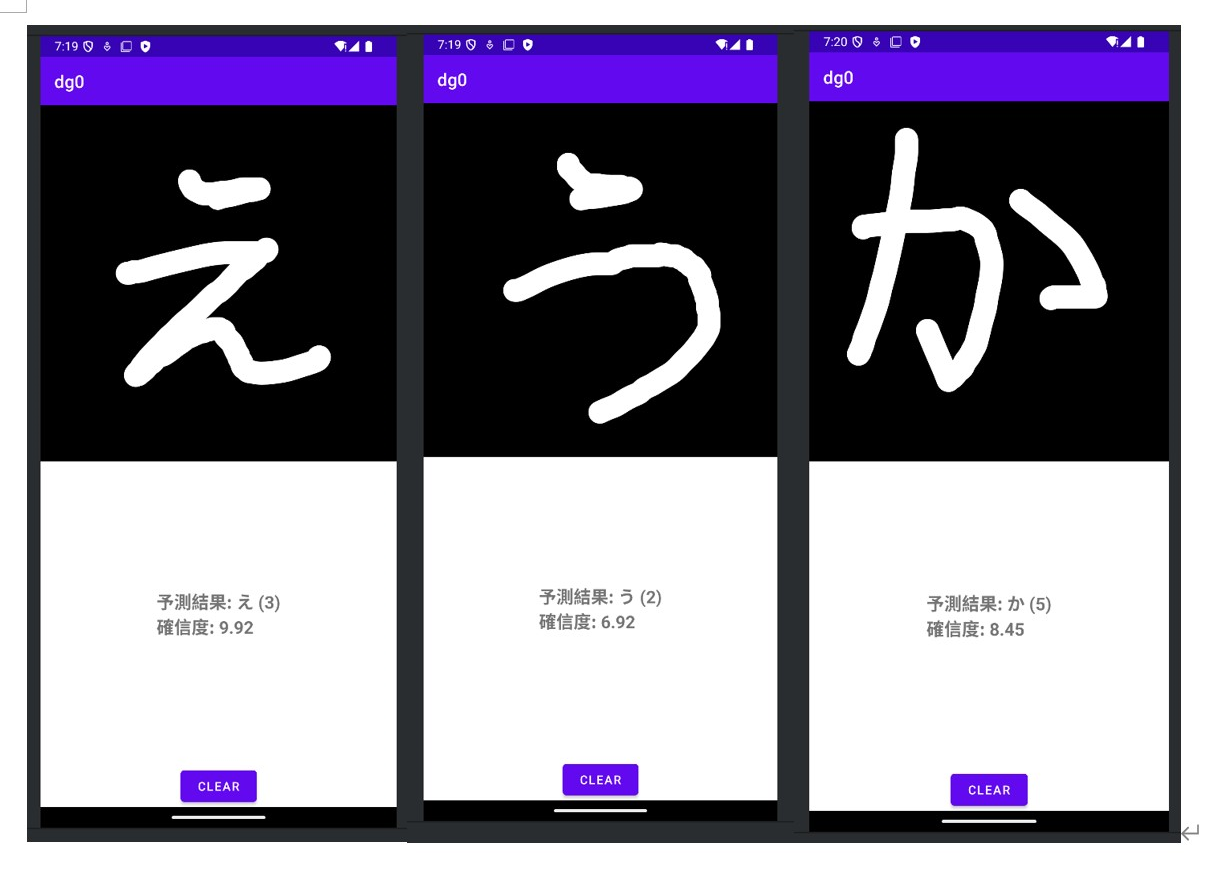 7:19
dg0
え
予測結果: え (3)
確信度: 9.92
CLEAR
7:19
dg0
う
予測結果: う (2)
確信度: 6.92
CLEAR
7:20
dg0
か
予測結果: か (5)
確信度: 8.45
CLEAR